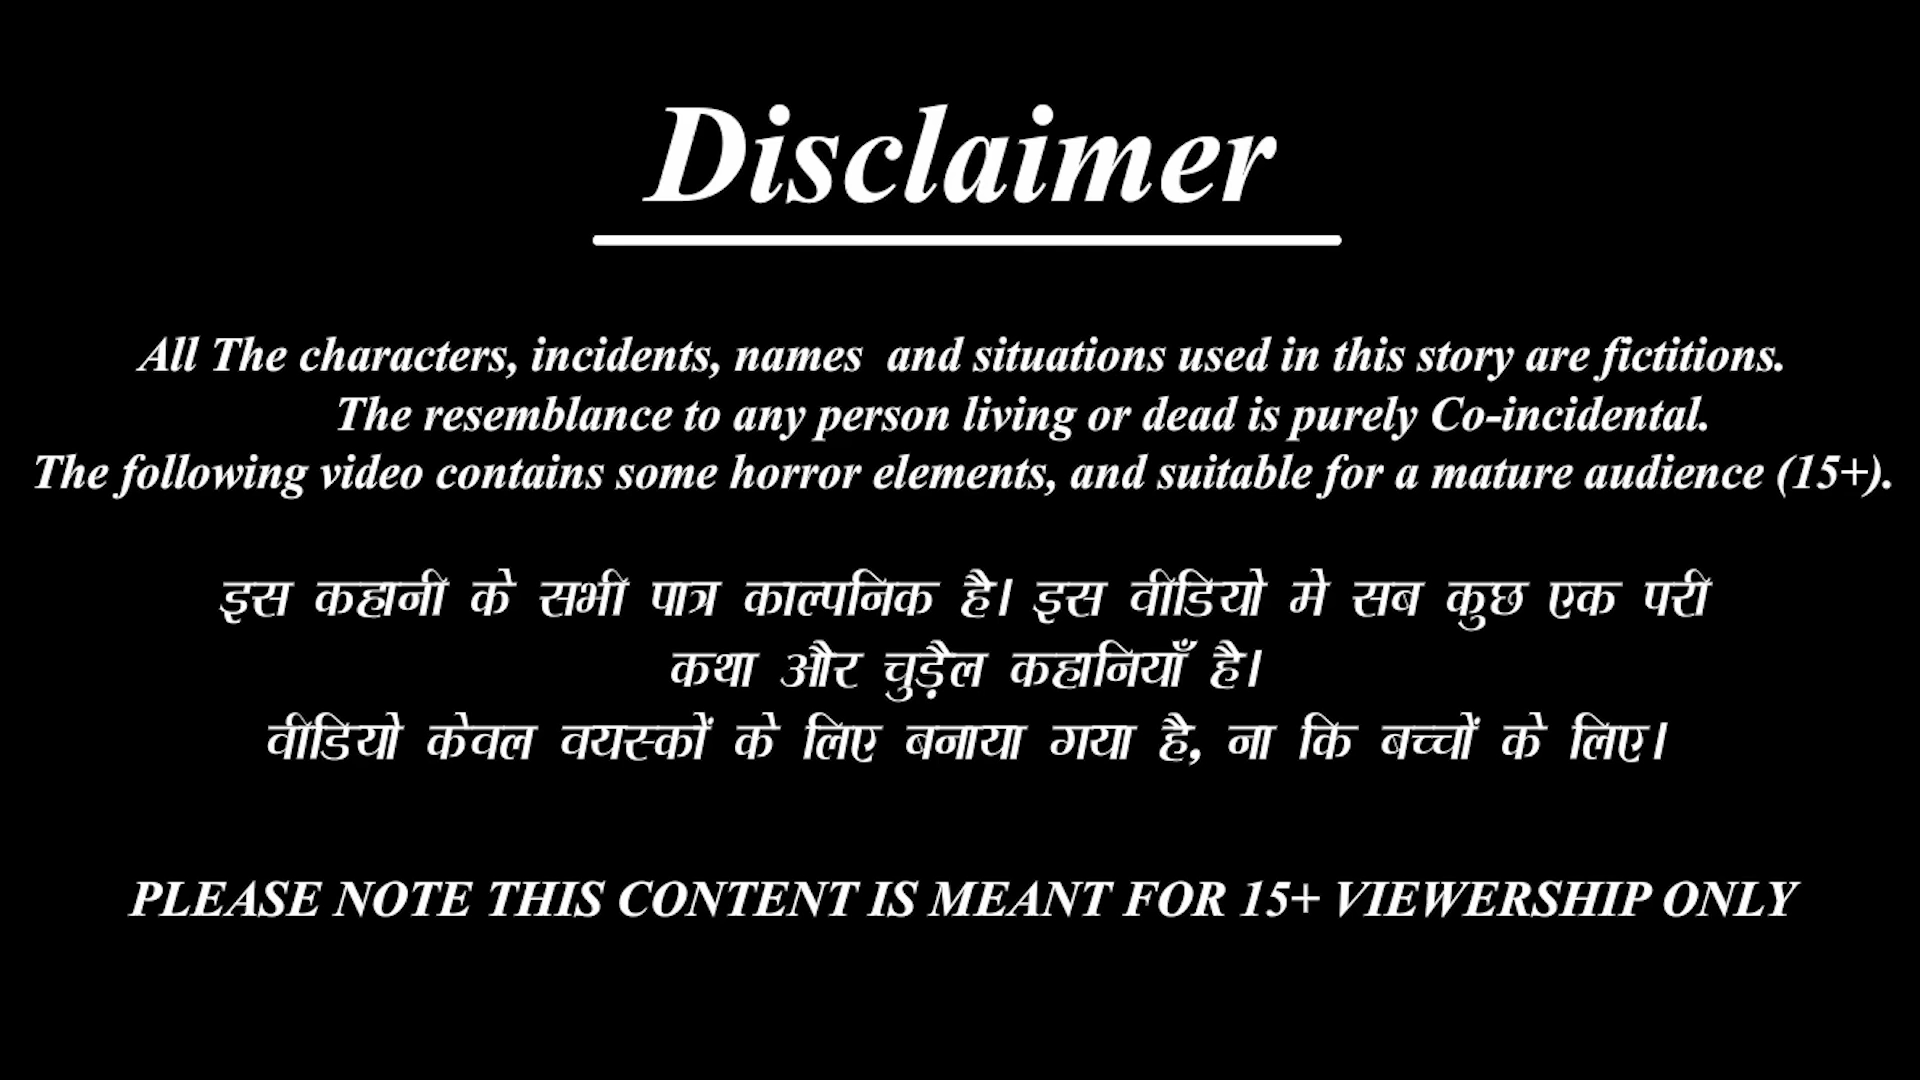 Disclaimer
All The characters, incidents, names and situations used in this story are fictitions.
The resemblance to any person living or dead is purely Co-incidental.
The following video contains some horror elements, and suitable for a mature audience (15+).
इस कहानी के सभी पात्र काल्पनिक है। इस वीडियो मे सब कुछ एक परी
कथा और चुड़ैल कहानियाँ है।
वीडियो केवल वयस्कों के लिए बनाया गया है, ना कि बच्चों के लिए।
PLEASE NOTE THIS CONTENT IS MEANT FOR 15+ VIEWERSHIP ONLY